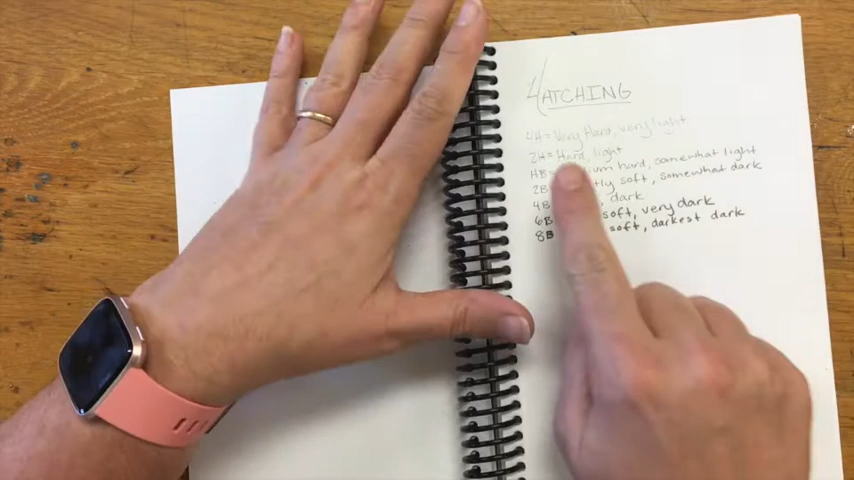 HATCHING
4H = Very Hard, very light
2H = Hard, light
HB= hard, somewhat light
2B soft, somewhat dark
4B dark
6B soft, very dark
8B soft, darkest dark